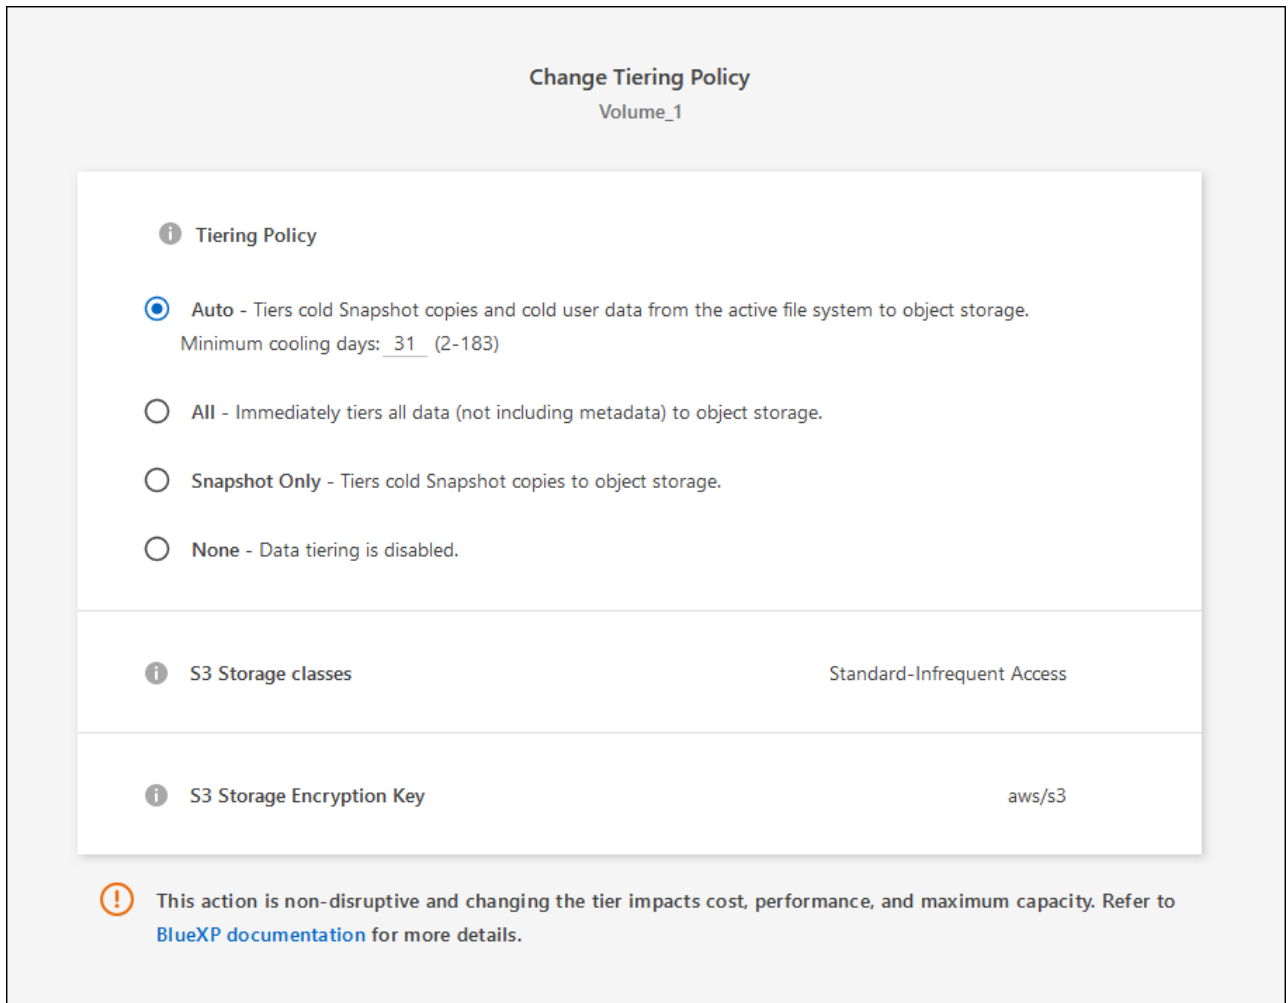 Change Tiering Policy
Volume_1
Tiering Policy
Auto - Tiers cold Snapshot copies and cold user data from the active file system to object storage.
Minimum cooling days: 31 (2-183)
All - Immediately tiers all data (not including metadata) to object storage.
Snapshot Only - Tiers cold Snapshot copies to object storage.
None - Data tiering is disabled.
S3 Storage classes Standard-Infrequent Access
S3 Storage Encryption Key aws/s3
This action is non-disruptive and changing the tier impacts cost, performance, and maximum capacity. Refer to
BlueXP documentation for more details.